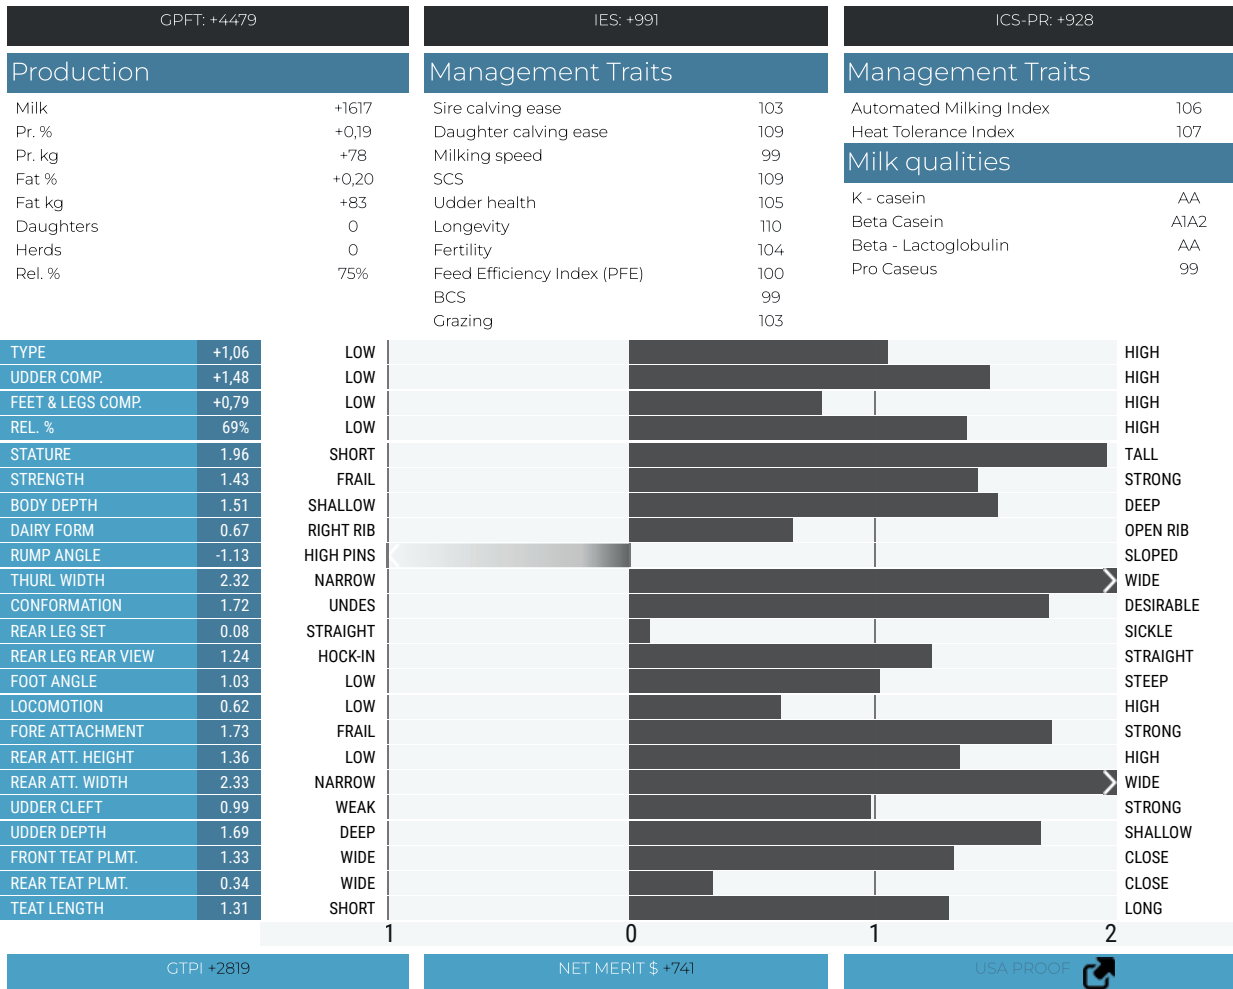 GPFT: +4479 IES: +991 ICS-PR: +928
Production Management Traits Management Traits
Milk +1617 Sire calving ease 103 Automated Milking Index 106
Pr. % +0,19 Daughter calving ease 109 Heat Tolerance Index 107
Pr. kg +78 Milking speed 99 Milk qualities
Fat % +0,20 SCS 109 K - casein AA
Fat kg +83 Udder health 105 Beta Casein A1A2
Daughters 0 Longevity 110 Beta - Lactoglobulin AA
Herds 0 Fertility 104 Pro Caseus 99
Rel. % 75% Feed Efficiency Index (PFE) 100
BCS 99
Grazing 103
TYPE +1,06 LOW HIGH
UDDER COMP. +1,48 LOW HIGH
FEET & LEGS COMP. +0,79 LOW HIGH
REL. % 69% LOW HIGH
STATURE 1.96 SHORT TALL
STRENGTH 1.43 FRAIL STRONG
BODY DEPTH 1.51 SHALLOW DEEP
DAIRY FORM 0.67 RIGHT RIB OPEN RIB
RUMP ANGLE -1.13 HIGH PINS SLOPED
THURL WIDTH 2.32 NARROW WIDE
CONFORMATION 1.72 UNDES DESIRABLE
REAR LEG SET 0.08 STRAIGHT SICKLE
REAR LEG REAR VIEW 1.24 HOCK-IN STRAIGHT
FOOT ANGLE 1.03 LOW STEEP
LOCOMOTION 0.62 LOW HIGH
FORE ATTACHMENT 1.73 FRAIL STRONG
REAR ATT. HEIGHT 1.36 LOW HIGH
REAR ATT. WIDTH 2.33 NARROW WIDE
UDDER CLEFT 0.99 WEAK STRONG
UDDER DEPTH 1.69 DEEP SHALLOW
FRONT TEAT PLMT. 1.33 WIDE CLOSE
REAR TEAT PLMT. 0.34 WIDE CLOSE
TEAT LENGTH 1.31 SHORT LONG
1 0 1 2
GTPI +2819 NET MERIT $ +741 USA PROOF